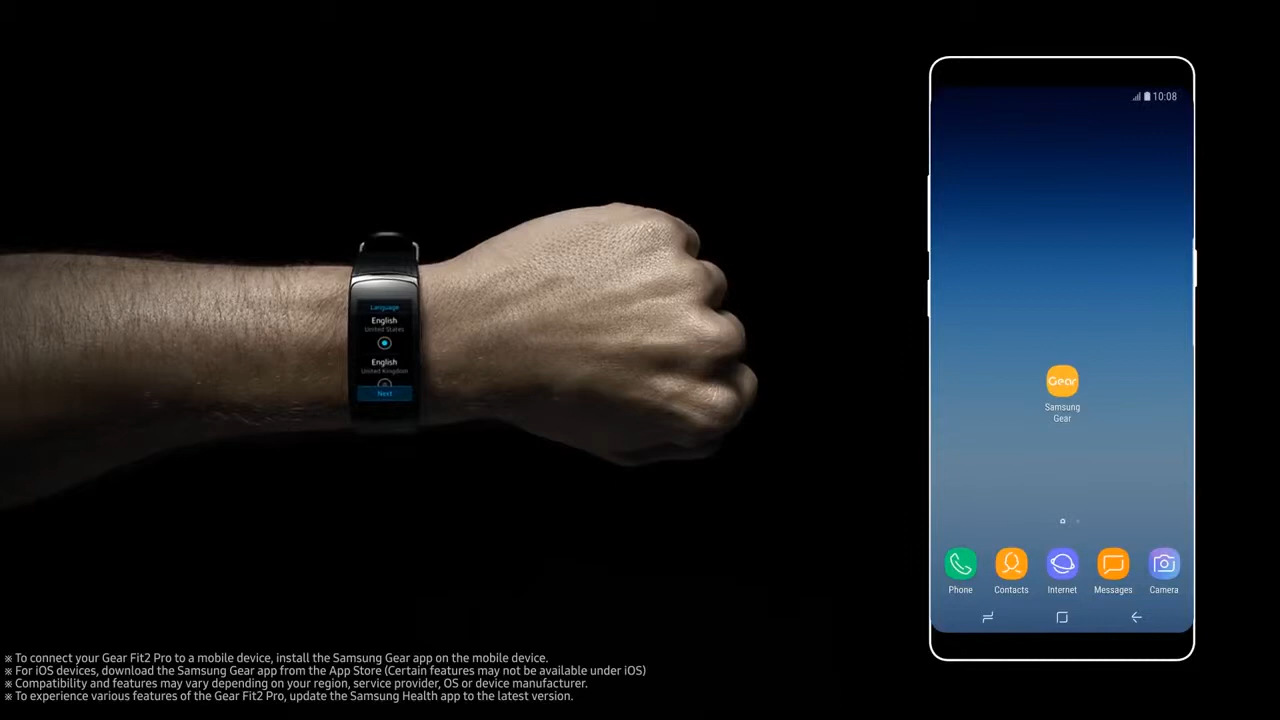 10:08
Language
English
United States
English
United Kingdom
Next
Gear
Samsung
Gear
Phone
Contacts
Internet
Messages
Camera
※ To connect your Gear Fit2 Pro to a mobile device, install the Samsung Gear app on the mobile device.
※ For iOS devices, download the Samsung Gear app from the App Store (Certain features may not be available under iOS)
※ Compatibility and features may vary depending on your region, service provider, OS or device manufacturer.
※ To experience various features of the Gear Fit2 Pro, update the Samsung Health app to the latest version.